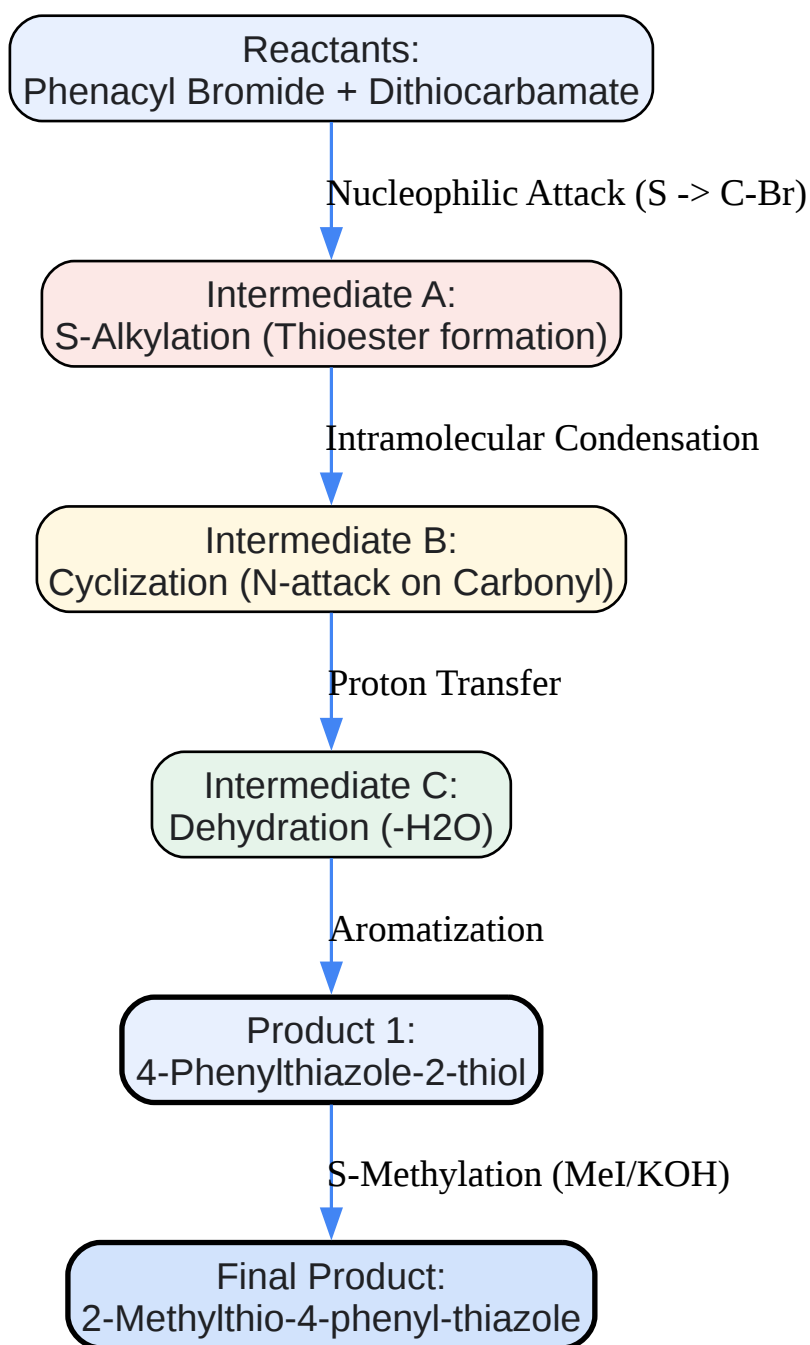 Reactants:
Phenacyl Bromide + Dithiocarbamate
Nucleophilic Attack (S -> C-Br)
Intermediate A:
S-Alkylation (Thioester formation)
Intramolecular Condensation
Intermediate B:
Cyclization (N-attack on Carbonyl)
Proton Transfer
Intermediate C:
Dehydration (-H2O)
Aromatization
Product 1:
4-Phenylthiazole-2-thiol
S-Methylation (MeI/KOH)
Final Product:
2-Methylthio-4-phenyl-thiazole